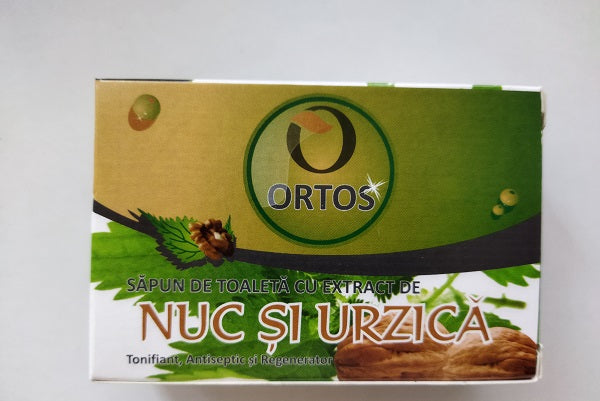 ORTOS
SĂPUN DE TOALETĂ CU EXTRACT DE
NUC ȘI URZICĂ
Tonifiant, Antiseptic și Regenerator